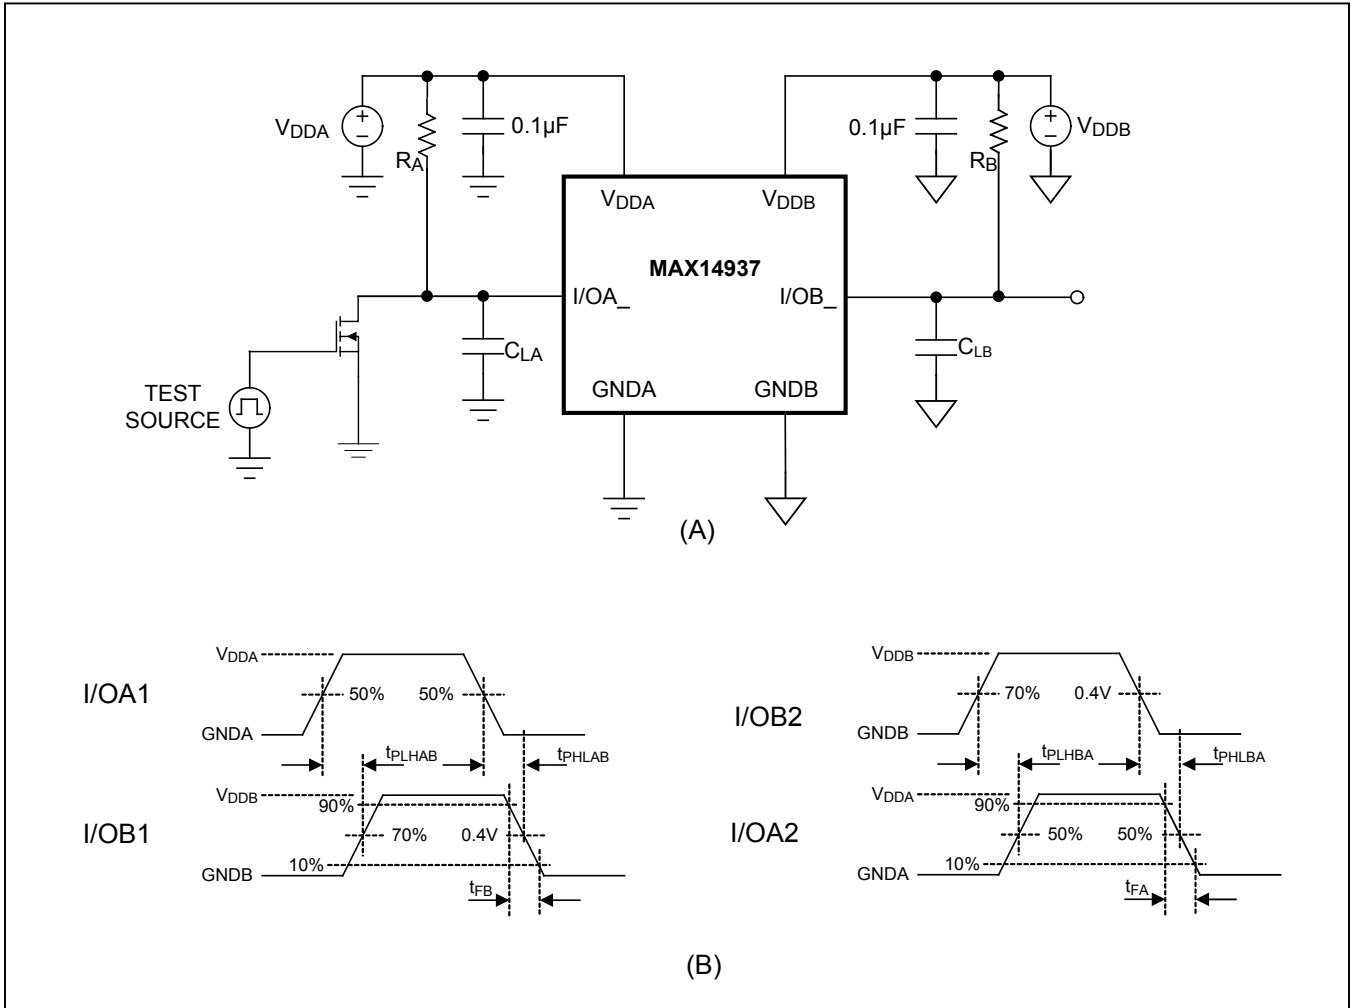 VDDA
RA
0.1µF
0.1µF
RB
VDDB
VDDA
VDDB
MAX14937
I/OA_
I/OB_
CLA
CLB
GNDA
GNDB
TEST
SOURCE
(A)
I/OA1
VDDA
50%
50%
GNDA
tPLHAB
tPHLAB
I/OB1
VDDB
90%
70%
0.4V
10%
GNDB
tFB
I/OB2
VDDB
70%
0.4V
GNDB
tPLHBA
tPHLBA
I/OA2
VDDA
90%
50%
50%
10%
GNDA
tFA
(B)